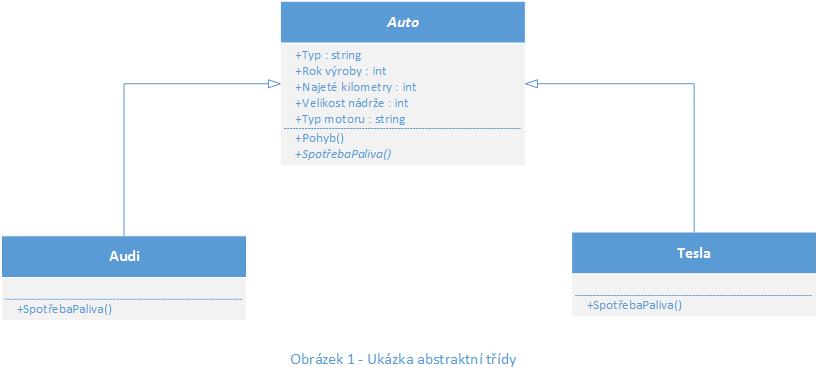 Auto
+Typ : string
+Rok výroby : int
+Najeté kilometry : int
+Velikost nádrže : int
+Typ motoru : string
+Pohyb()
+SpotřebaPaliva()
Audi
+SpotřebaPaliva()
Tesla
+SpotřebaPaliva()
Obrázek 1 - Ukázka abstraktní třídy